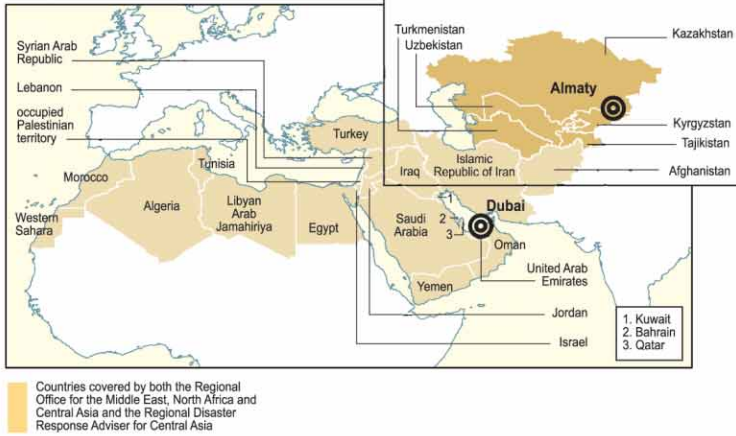 Syrian Arab
Republic
Lebanon
occupied
Palestinian
territory
Turkmenistan
Uzbekistan
Kazakhstan
Almaty
Kyrgyzstan
Tajikistan
Afghanistan
Islamic
Republic of Iran
Turkey
Iraq
Tunisia
Morocco
Algeria
Libyan
Arab
Jamahiriya
Egypt
Western
Sahara
Saudi
Arabia
1
2
3
Dubai
Oman
Yemen
United Arab
Emirates
Jordan
Israel
1. Kuwait
2. Bahrain
3. Qatar
Countries covered by both the Regional
Office for the Middle East, North Africa and
Central Asia and the Regional Disaster
Response Adviser for Central Asia